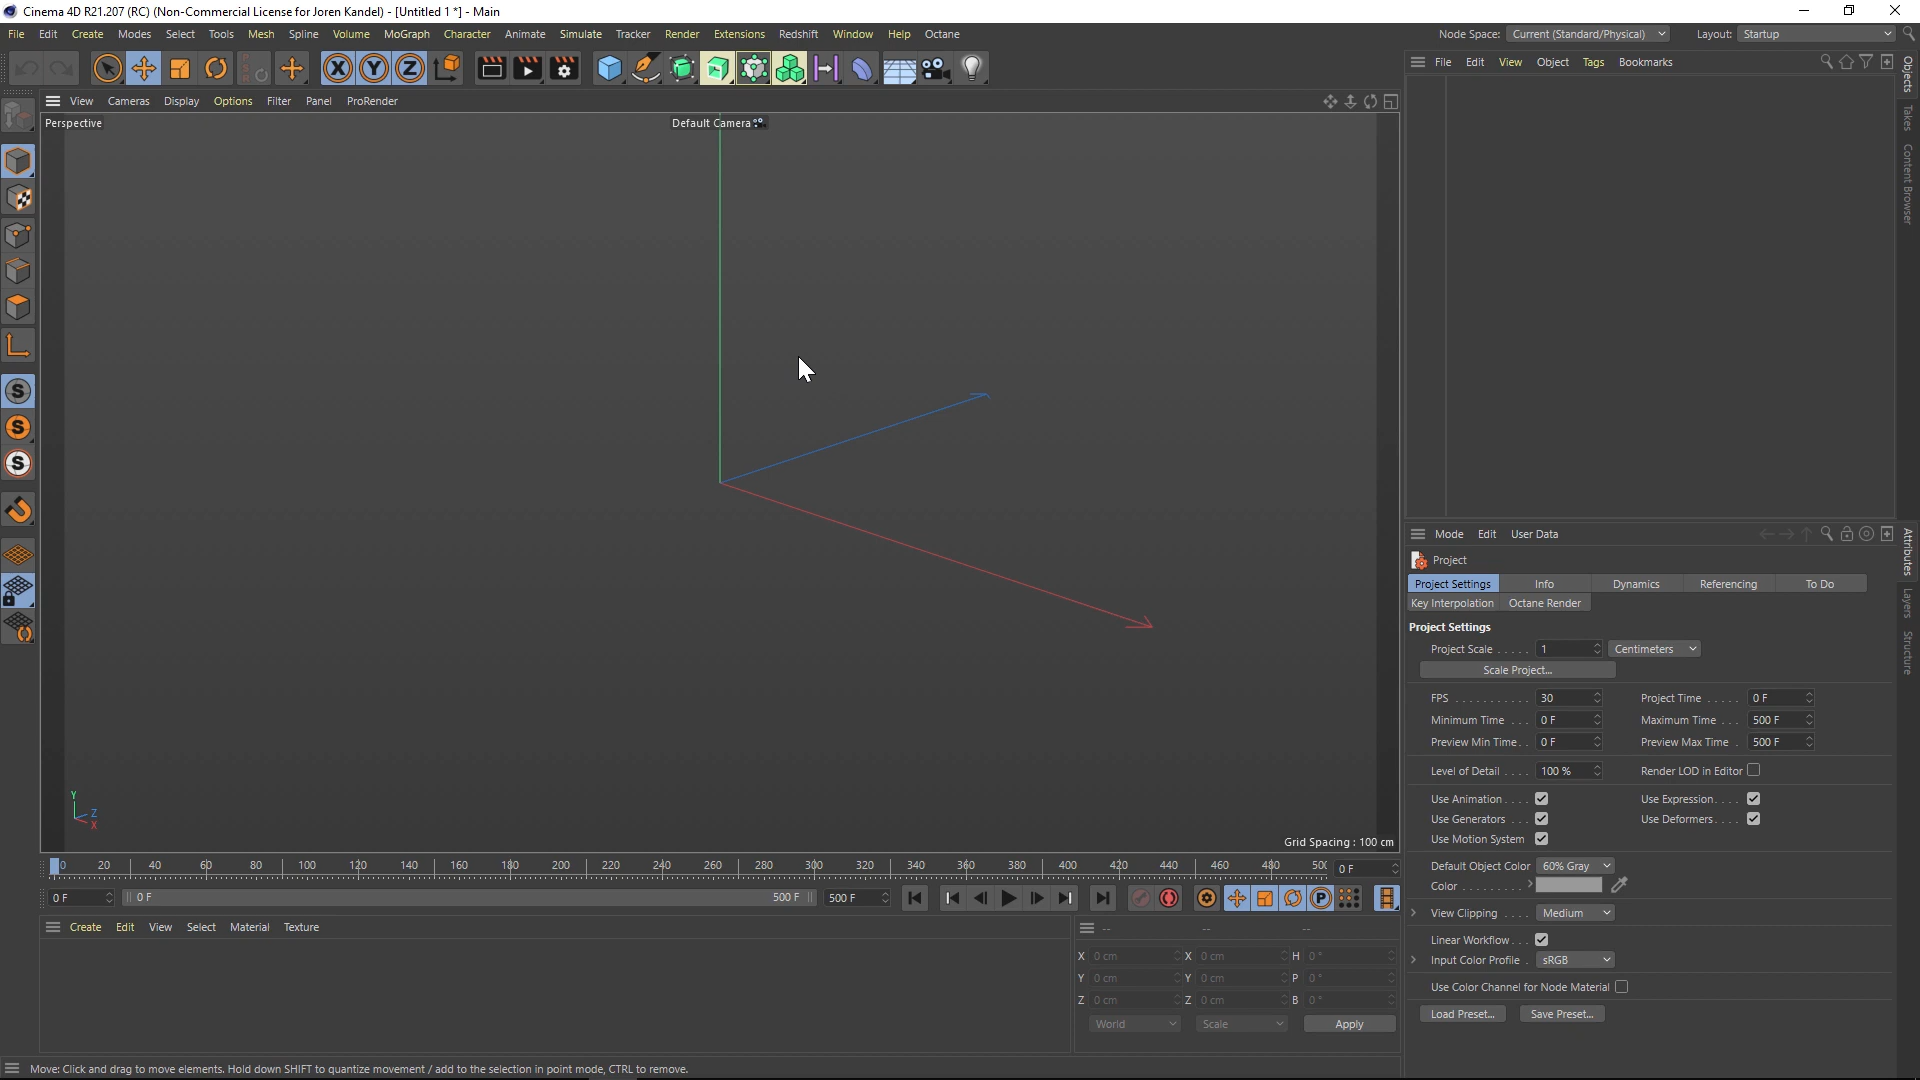 Cinema 4D R21.207 (RC) (Non-Commercial License for Joren Kandel) - [Untitled 1 *] - Main
File Edit Create Modes Select Tools Mesh Spline Volume MoGraph Character Animate Simulate Tracker Render Extensions Redshift Window Help Octane
Node Space: Current (Standard/Physical) Layout: Startup
PSR X Y Z
File Edit View Object Tags Bookmarks
View Cameras Display Options Filter Panel ProRender
Perspective
Default Camera
Objects
Takes
Content Browser
S
S
S
Y
Z
X
Grid Spacing : 100 cm
Mode Edit User Data
Attributes
Layers
Structure
Project
Project Settings Info Dynamics Referencing To Do
Key Interpolation Octane Render
Project Settings
Project Scale . . . . . 1 Centimeters
Scale Project...
FPS . . . . . . . . . . . 30 Project Time . . . . . 0 F
Minimum Time . . . 0 F Maximum Time . . 500 F
Preview Min Time . . 0 F Preview Max Time . 500 F
Level of Detail . . . . 100 % Render LOD in Editor
Use Animation . . . . Use Expression . . . .
Use Generators . . . Use Deformers . . . .
Use Motion System
Default Object Color 60% Gray
Color . . . . . . . . . .
View Clipping . . . . Medium
Linear Workflow . . .
Input Color Profile . sRGB
Use Color Channel for Node Material
Load Preset... Save Preset...
0 20 40 60 80 100 120 140 160 180 200 220 240 260 280 300 320 340 360 380 400 420 440 460 480 50 0 F
0 F 0 F 500 F 500 F P
Create Edit View Select Material Texture
-- -- --
X 0 cm X 0 cm H 0 °
Y 0 cm Y 0 cm P 0 °
Z 0 cm Z 0 cm B 0 °
World Scale Apply
Move: Click and drag to move elements. Hold down SHIFT to quantize movement / add to the selection in point mode, CTRL to remove.